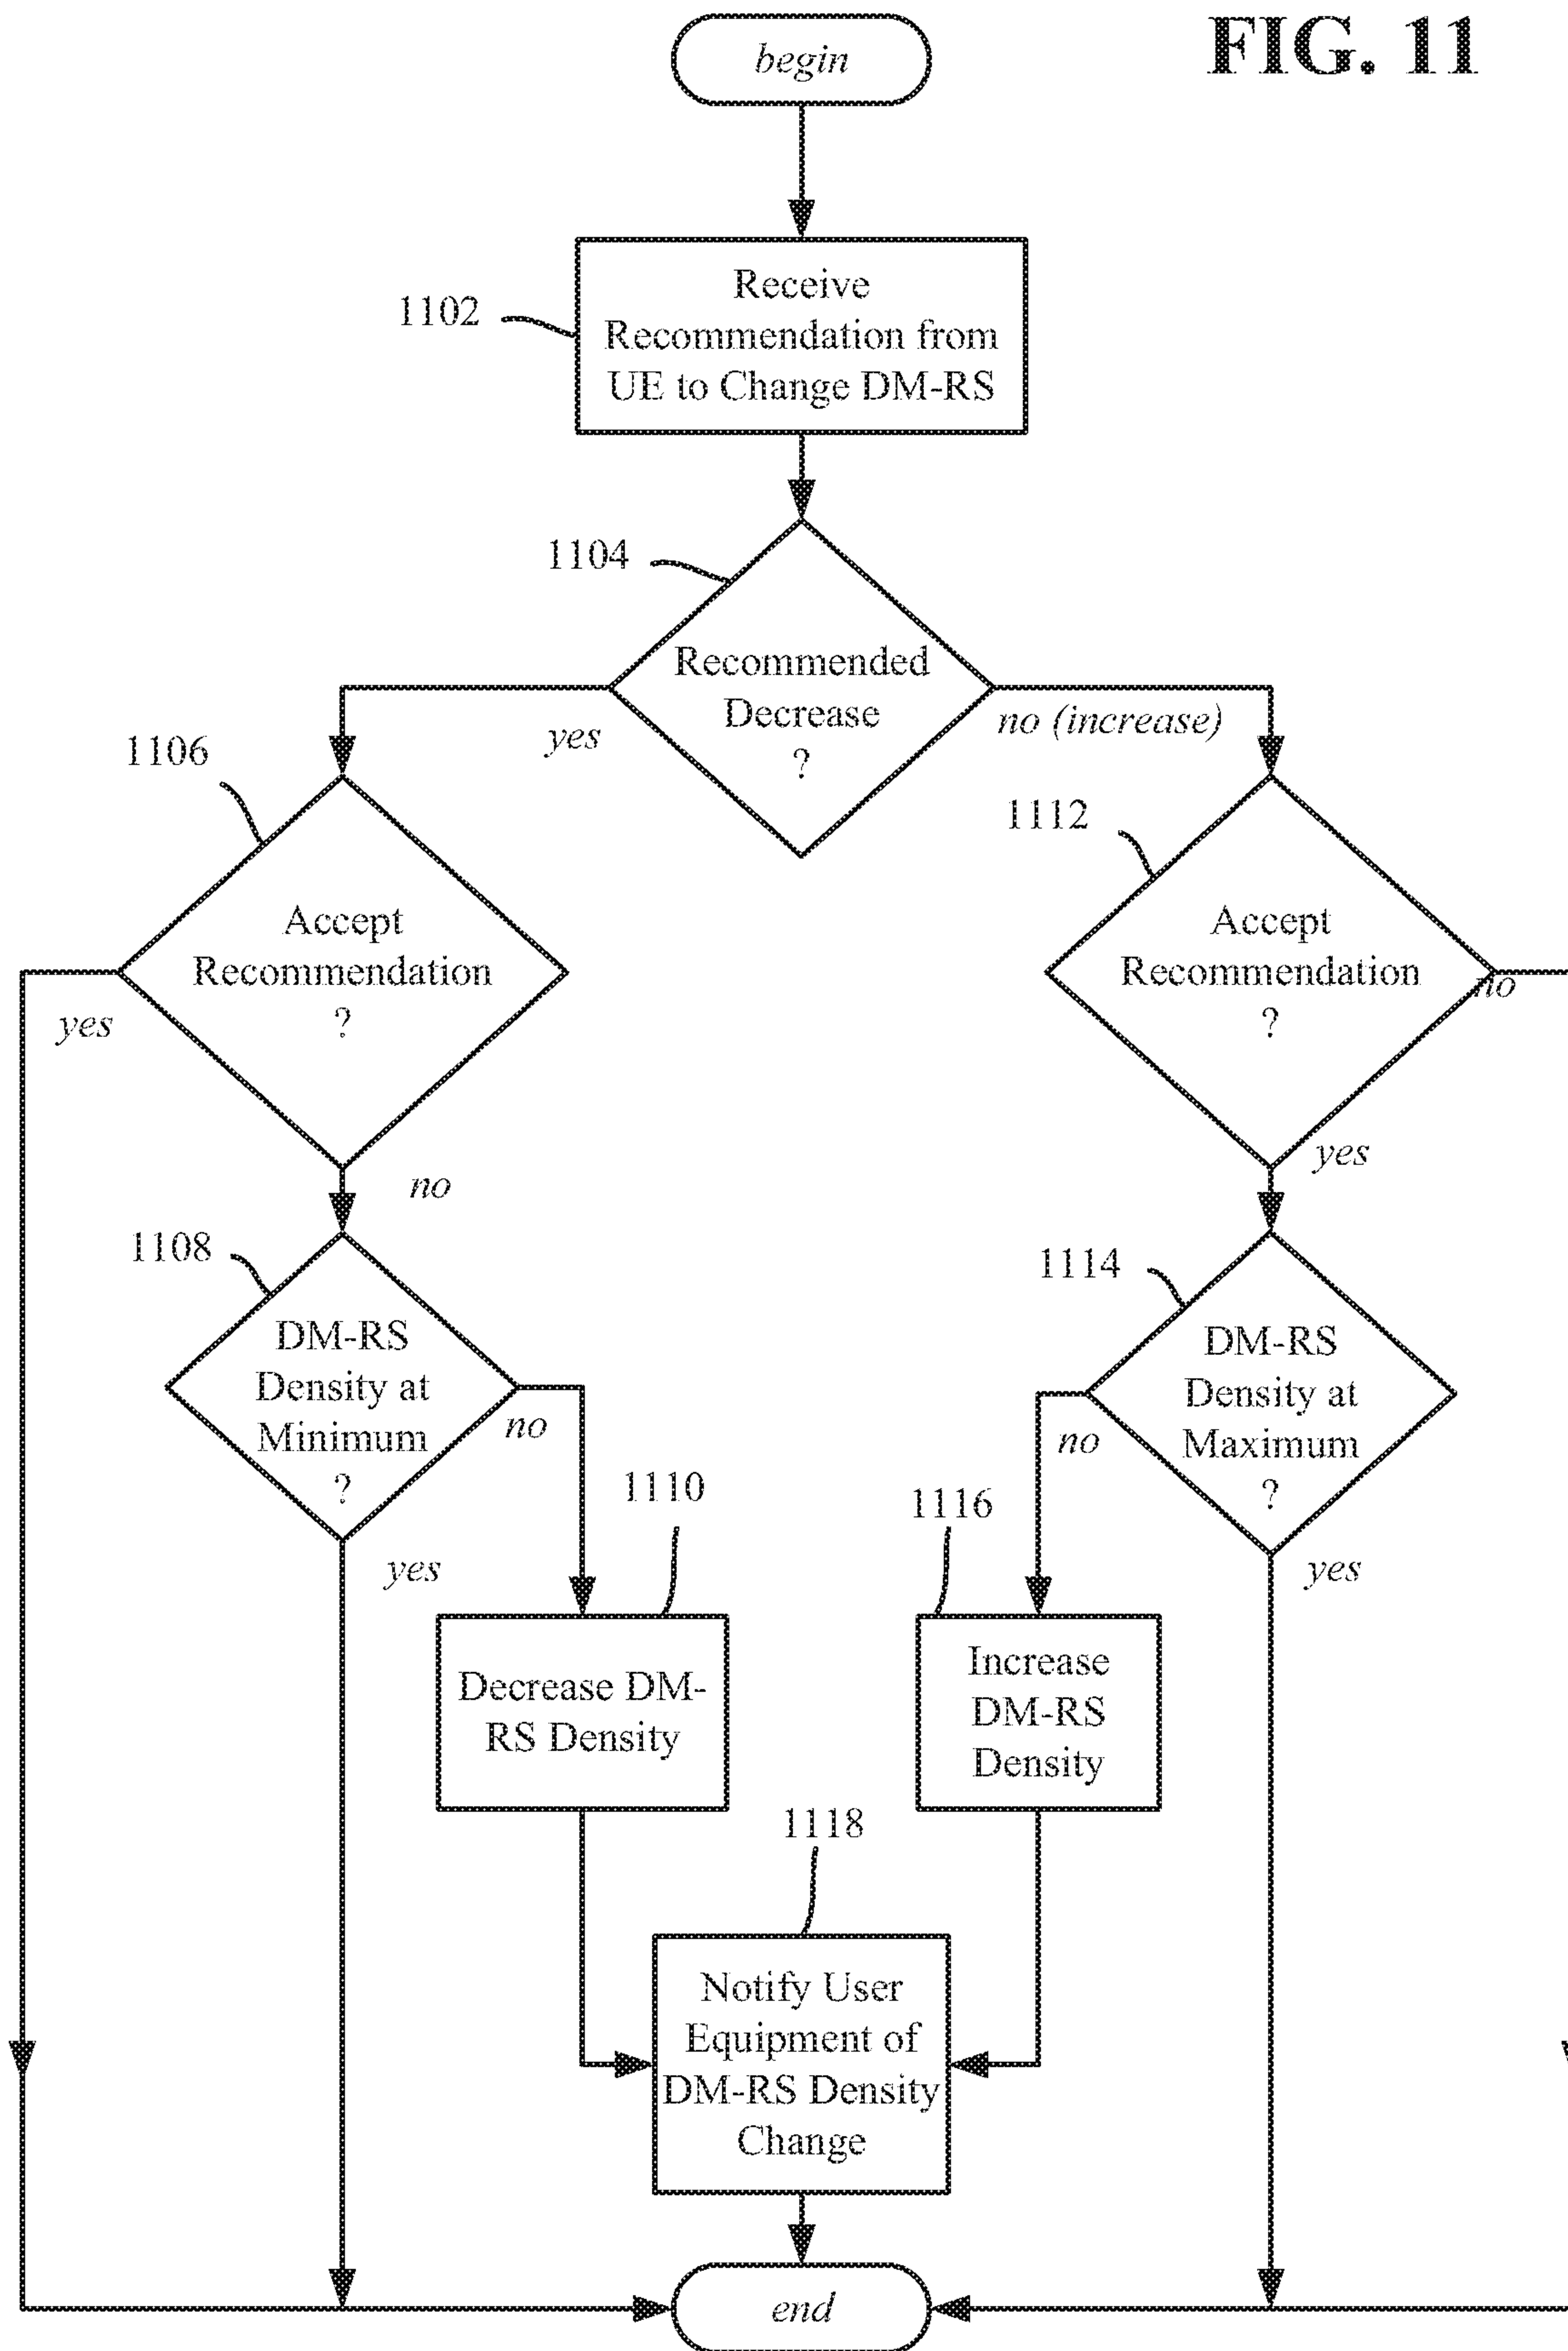 FIG. 11
begin
1102
Receive
Recommendation from
UE to Change DM-RS
1104
Recommended
Decrease
?
yes
no (increase)
1106
Accept
Recommendation
?
yes
no
1112
Accept
Recommendation
?
no
yes
1108
DM-RS
Density at
Minimum
?
no
yes
1114
DM-RS
Density at
Maximum
?
no
yes
1110
Decrease DM-
RS Density
1116
Increase
DM-RS
Density
1118
Notify User
Equipment of
DM-RS Density
Change
end